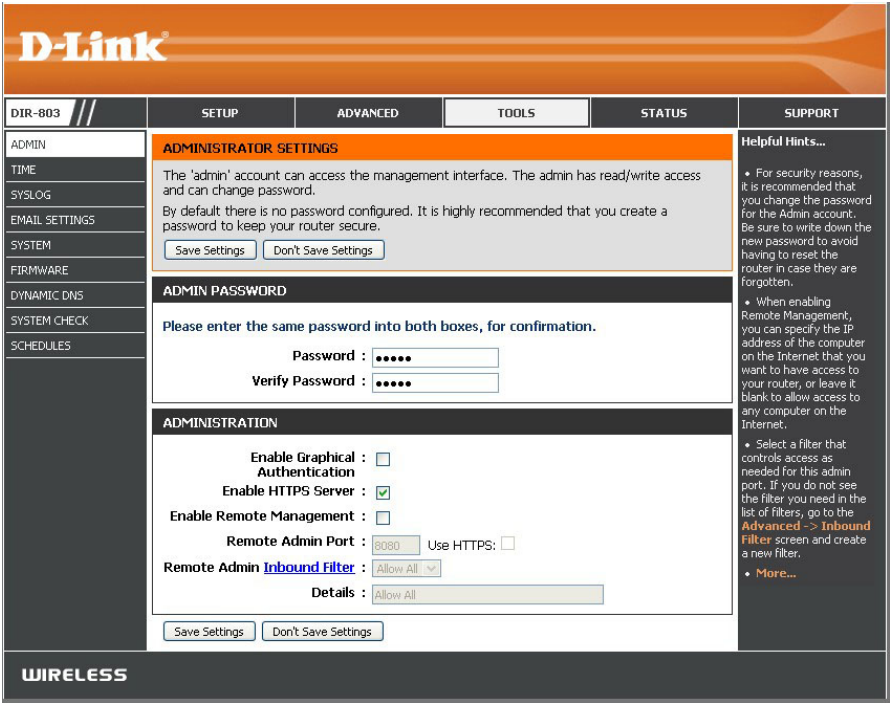 D-Link
DIR-803
SETUP
ADVANCED
TOOLS
STATUS
SUPPORT
ADMIN
TIME
SYSLOG
EMAIL SETTINGS
SYSTEM
FIRMWARE
DYNAMIC DNS
SYSTEM CHECK
SCHEDULES
ADMINISTRATOR SETTINGS
The 'admin' account can access the management interface. The admin has read/write access
and can change password.
By default there is no password configured. It is highly recommended that you create a
password to keep your router secure.
Save Settings
Don't Save Settings
ADMIN PASSWORD
Please enter the same password into both boxes, for confirmation.
Password : •••••
Verify Password : •••••
ADMINISTRATION
Enable Graphical :
Authentication
Enable HTTPS Server :
Enable Remote Management :
Remote Admin Port : 8080 Use HTTPS:
Remote Admin Inbound Filter : Allow All
Details : Allow All
Save Settings
Don't Save Settings
Helpful Hints...
• For security reasons,
it is recommended that
you change the password
for the Admin account.
Be sure to write down the
new password to avoid
having to reset the
router in case they are
forgotten.
• When enabling
Remote Management,
you can specify the IP
address of the computer
on the Internet that you
want to have access to
your router, or leave it
blank to allow access to
any computer on the
Internet.
• Select a filter that
controls access as
needed for this admin
port. If you do not see
the filter you need in the
list of filters, go to the
Advanced -> Inbound
Filter screen and create
a new filter.
• More...
WIRELESS